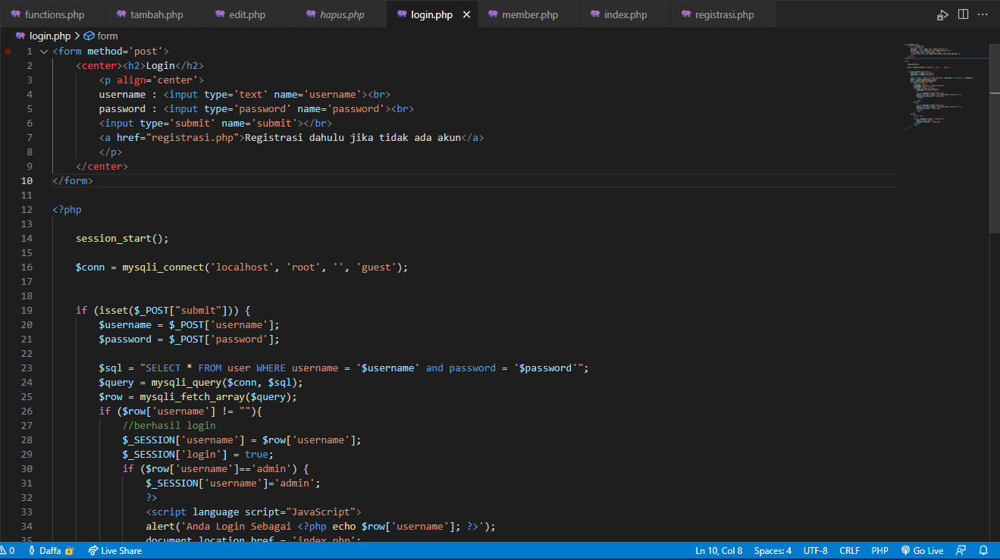 functions.php tambah.php edit.php hapus.php login.php member.php index.php registrasi.php
login.php > form
1 <form method='post'>
2 <center><h2>Login</h2>
3 <p align='center'>
4 username : <input type='text' name='username'><br>
5 password : <input type='password' name='password'><br>
6 <input type='submit' name='submit'></br>
7 <a href="registrasi.php">Registrasi dahulu jika tidak ada akun</a>
8 </p>
9 </center>
10 </form>
11
12 <?php
13
14 session_start();
15
16 $conn = mysqli_connect('localhost', 'root', '', 'guest');
17
18
19 if (isset($_POST["submit"])) {
20 $username = $_POST['username'];
21 $password = $_POST['password'];
22
23 $sql = "SELECT * FROM user WHERE username = '$username' and password = '$password'";
24 $query = mysqli_query($conn, $sql);
25 $row = mysqli_fetch_array($query);
26 if ($row['username'] != ""){
27 //berhasil login
28 $_SESSION['username'] = $row['username'];
29 $_SESSION['login'] = true;
30 if ($row['username']=='admin') {
31 $_SESSION['username']='admin';
32 ?>
33 <script language script="JavaScript">
34 alert('Anda Login Sebagai <?php echo $row['username']; ?>');
35 document.location.href = 'index.php';
0 Daffa Live Share Ln 10, Col 8 Spaces: 4 UTF-8 CRLF PHP Go Live